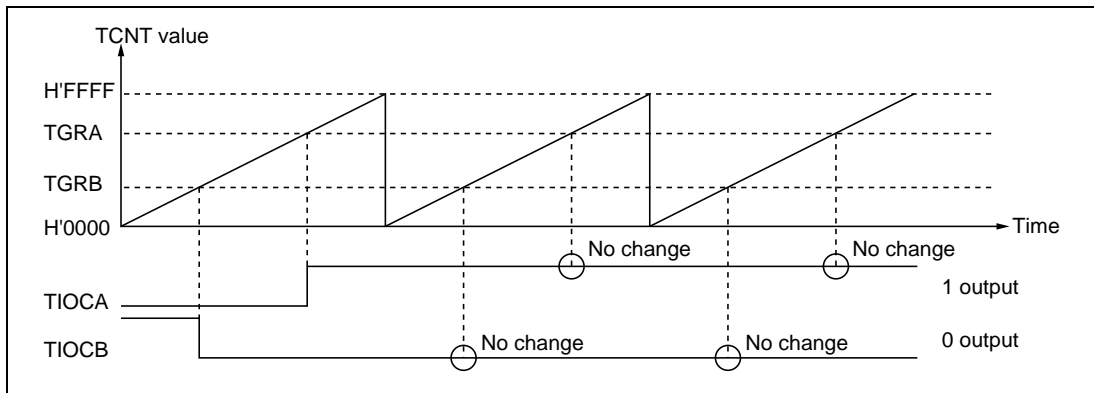 TCNT value
H'FFFF
TGRA
TGRB
H'0000
Time
No change
No change
TIOCA
1 output
No change
No change
TIOCB
0 output